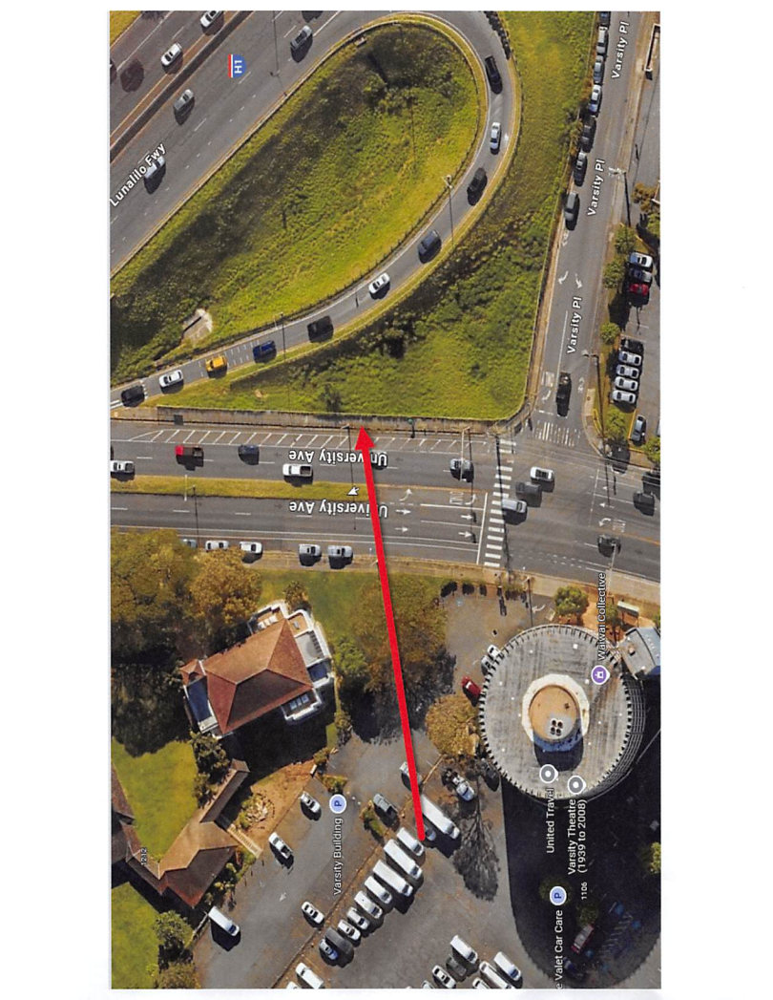 H1
Lunalilo Fwy
Varsity Pl
Varsity Pl
Varsity Pl
University Ave
University Ave
Waiwai Collective
United Travel
Varsity Theatre
(1939 to 2008)
Varsity Building
P
1212
1106
P
e Valet Car Care